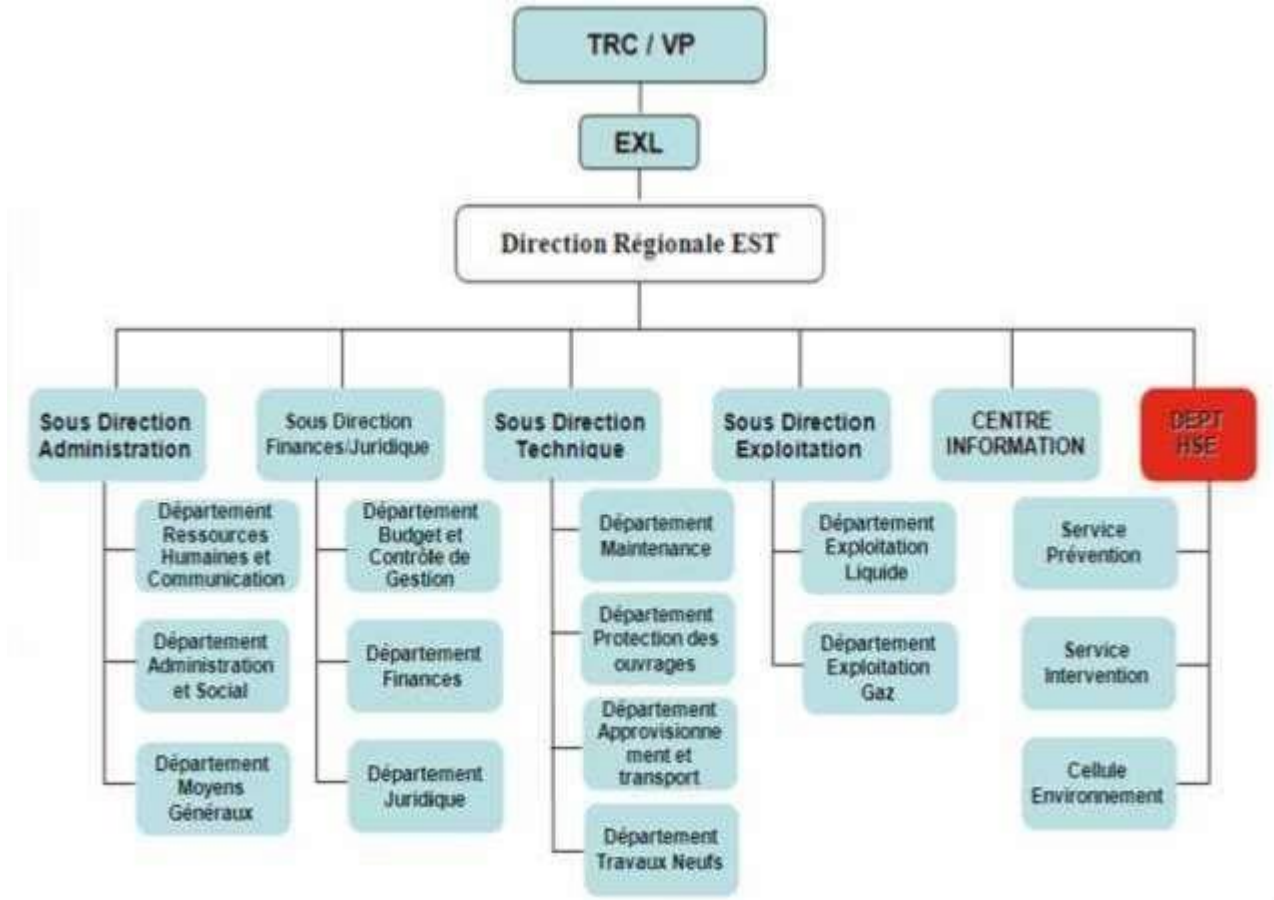 TRC / VP
EXL
Direction Régionale EST
Sous Direction
Administration
Sous Direction
Finances/Juridique
Sous Direction
Technique
Sous Direction
Exploitation
CENTRE
INFORMATION
DEPT
HSE
Département
Ressources
Humaines et
Communication
Département
Administration
et Social
Département
Moyens
Généraux
Département
Budget et
Contrôle de
Gestion
Département
Finances
Département
Juridique
Département
Maintenance
Département
Protection des
ouvrages
Département
Approvisionne
ment et
transport
Département
Travaux Neufs
Département
Exploitation
Liquide
Département
Exploitation
Gaz
Service
Prévention
Service
Intervention
Cellule
Environnement